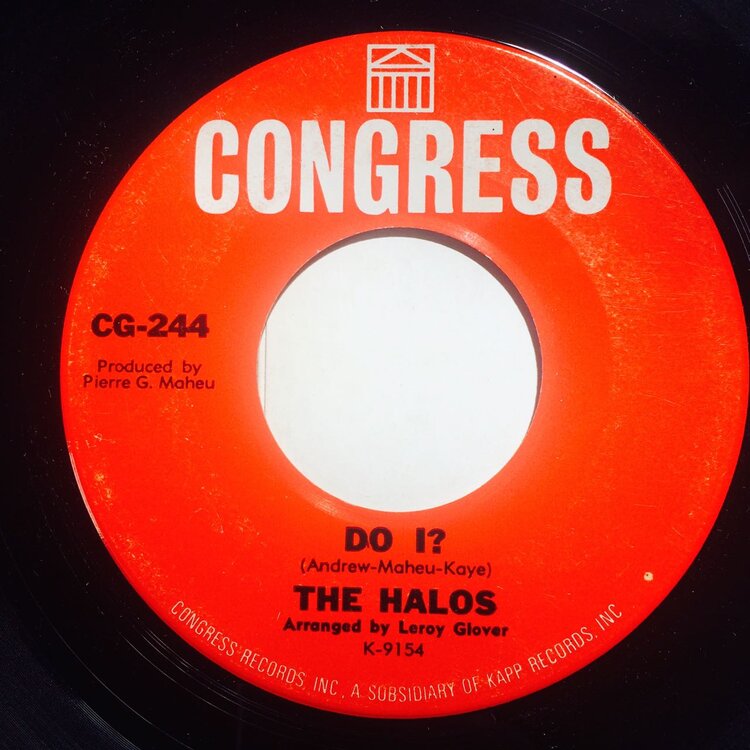 CONGRESS
CG-244
Produced by
Pierre G. Maheu
DO I?
(Andrew-Maheu-Kaye)
THE HALOS
Arranged by Leroy Glover
K-9154
CONGRESS RECORDS, INC., A SUBSIDIARY OF KAPP RECORDS, INC